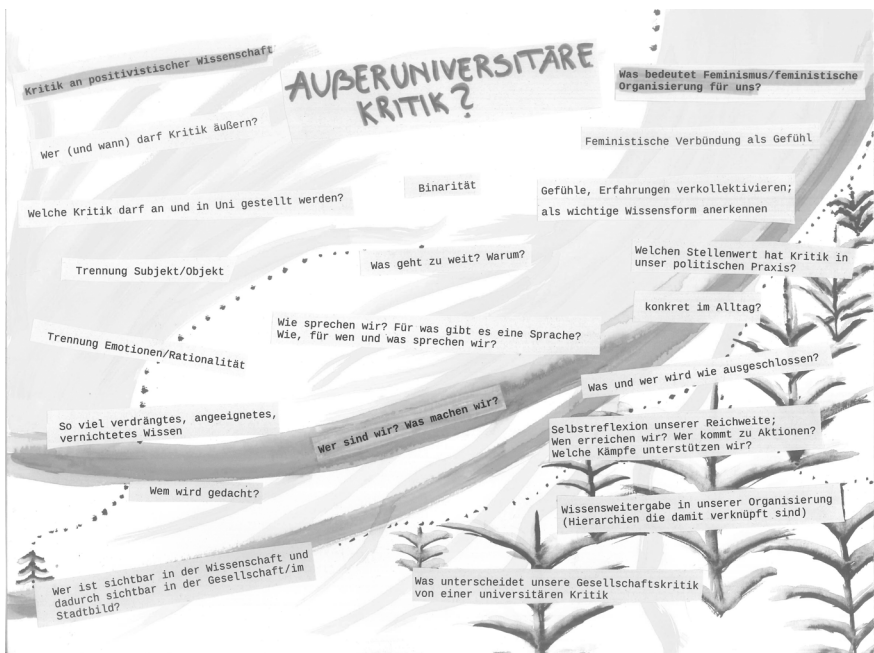 AUßERUNIVERSITÄRE
KRITIK?
Kritik an positivistischer Wissenschaft
Was bedeutet Feminismus/feministische
Organisierung für uns?
Wer (und wann) darf Kritik äußern?
Feministische Verbündung als Gefühl
Binarität
Gefühle, Erfahrungen verkollektivieren;
als wichtige Wissensform anerkennen
Welche Kritik darf an und in Uni gestellt werden?
Was geht zu weit? Warum?
Welchen Stellenwert hat Kritik in
unser politischen Praxis?
Trennung Subjekt/Objekt
konkret im Alltag?
Wie sprechen wir? Für was gibt es eine Sprache?
Wie, für wen und was sprechen wir?
Trennung Emotionen/Rationalität
Was und wer wird wie ausgeschlossen?
So viel verdrängtes, angeeignetes,
vernichtetes Wissen
Wer sind wir? Was machen wir?
Selbstreflexion unserer Reichweite;
Wen erreichen wir? Wer kommt zu Aktionen?
Welche Kämpfe unterstützen wir?
Wem wird gedacht?
Wissensweitergabe in unserer Organisierung
(Hierarchien die damit verknüpft sind)
Wer ist sichtbar in der Wissenschaft und
dadurch sichtbar in der Gesellschaft/im
Stadtbild?
Was unterscheidet unsere Gesellschaftskritik
von einer universitären Kritik